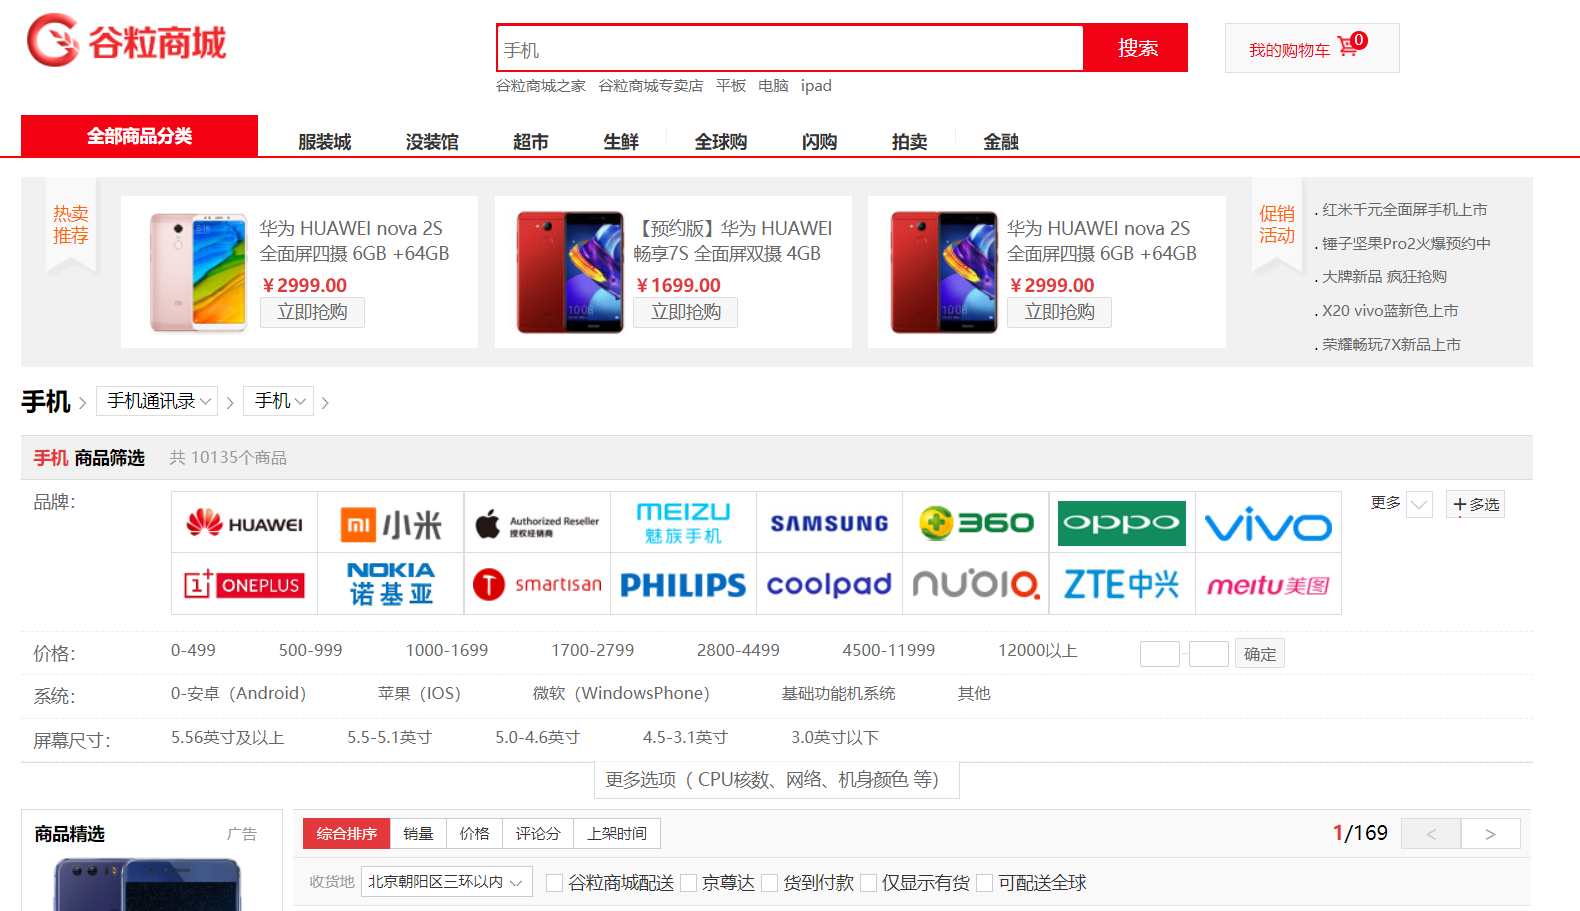 谷粒商城
手机
搜索
我的购物车 0
谷粒商城之家 谷粒商城专卖店 平板 电脑 ipad
全部商品分类 服装城 没装馆 超市 生鲜 全球购 闪购 拍卖 金融
热卖
推荐
华为 HUAWEI nova 2S
全面屏四摄 6GB +64GB
￥2999.00
立即抢购
【预约版】华为 HUAWEI
畅享7S 全面屏双摄 4GB
￥1699.00
立即抢购
华为 HUAWEI nova 2S
全面屏四摄 6GB +64GB
￥2999.00
立即抢购
促销
活动
. 红米千元全面屏手机上市
. 锤子坚果Pro2火爆预约中
. 大牌新品 疯狂抢购
. X20 vivo蓝新色上市
. 荣耀畅玩7X新品上市
手机 > 手机通讯录 > 手机 >
手机 商品筛选 共 10135个商品
品牌：
HUAWEI 小米 Authorized Reseller 授权经销商 MEIZU 魅族手机 SAMSUNG 360 OPPO vivo
ONEPLUS NOKIA 诺基亚 smartisan PHILIPS coolpad nubia ZTE中兴 meitu美图
更多 +多选
价格： 0-499 500-999 1000-1699 1700-2799 2800-4499 4500-11999 12000以上 - 确定
系统： 0-安卓（Android） 苹果（IOS） 微软（WindowsPhone） 基础功能机系统 其他
屏幕尺寸： 5.56英寸及以上 5.5-5.1英寸 5.0-4.6英寸 4.5-3.1英寸 3.0英寸以下
更多选项（ CPU核数、网络、机身颜色 等）
商品精选 广告
综合排序 销量 价格 评论分 上架时间 1/169 < >
收货地 北京朝阳区三环以内 谷粒商城配送 京尊达 货到付款 仅显示有货 可配送全球